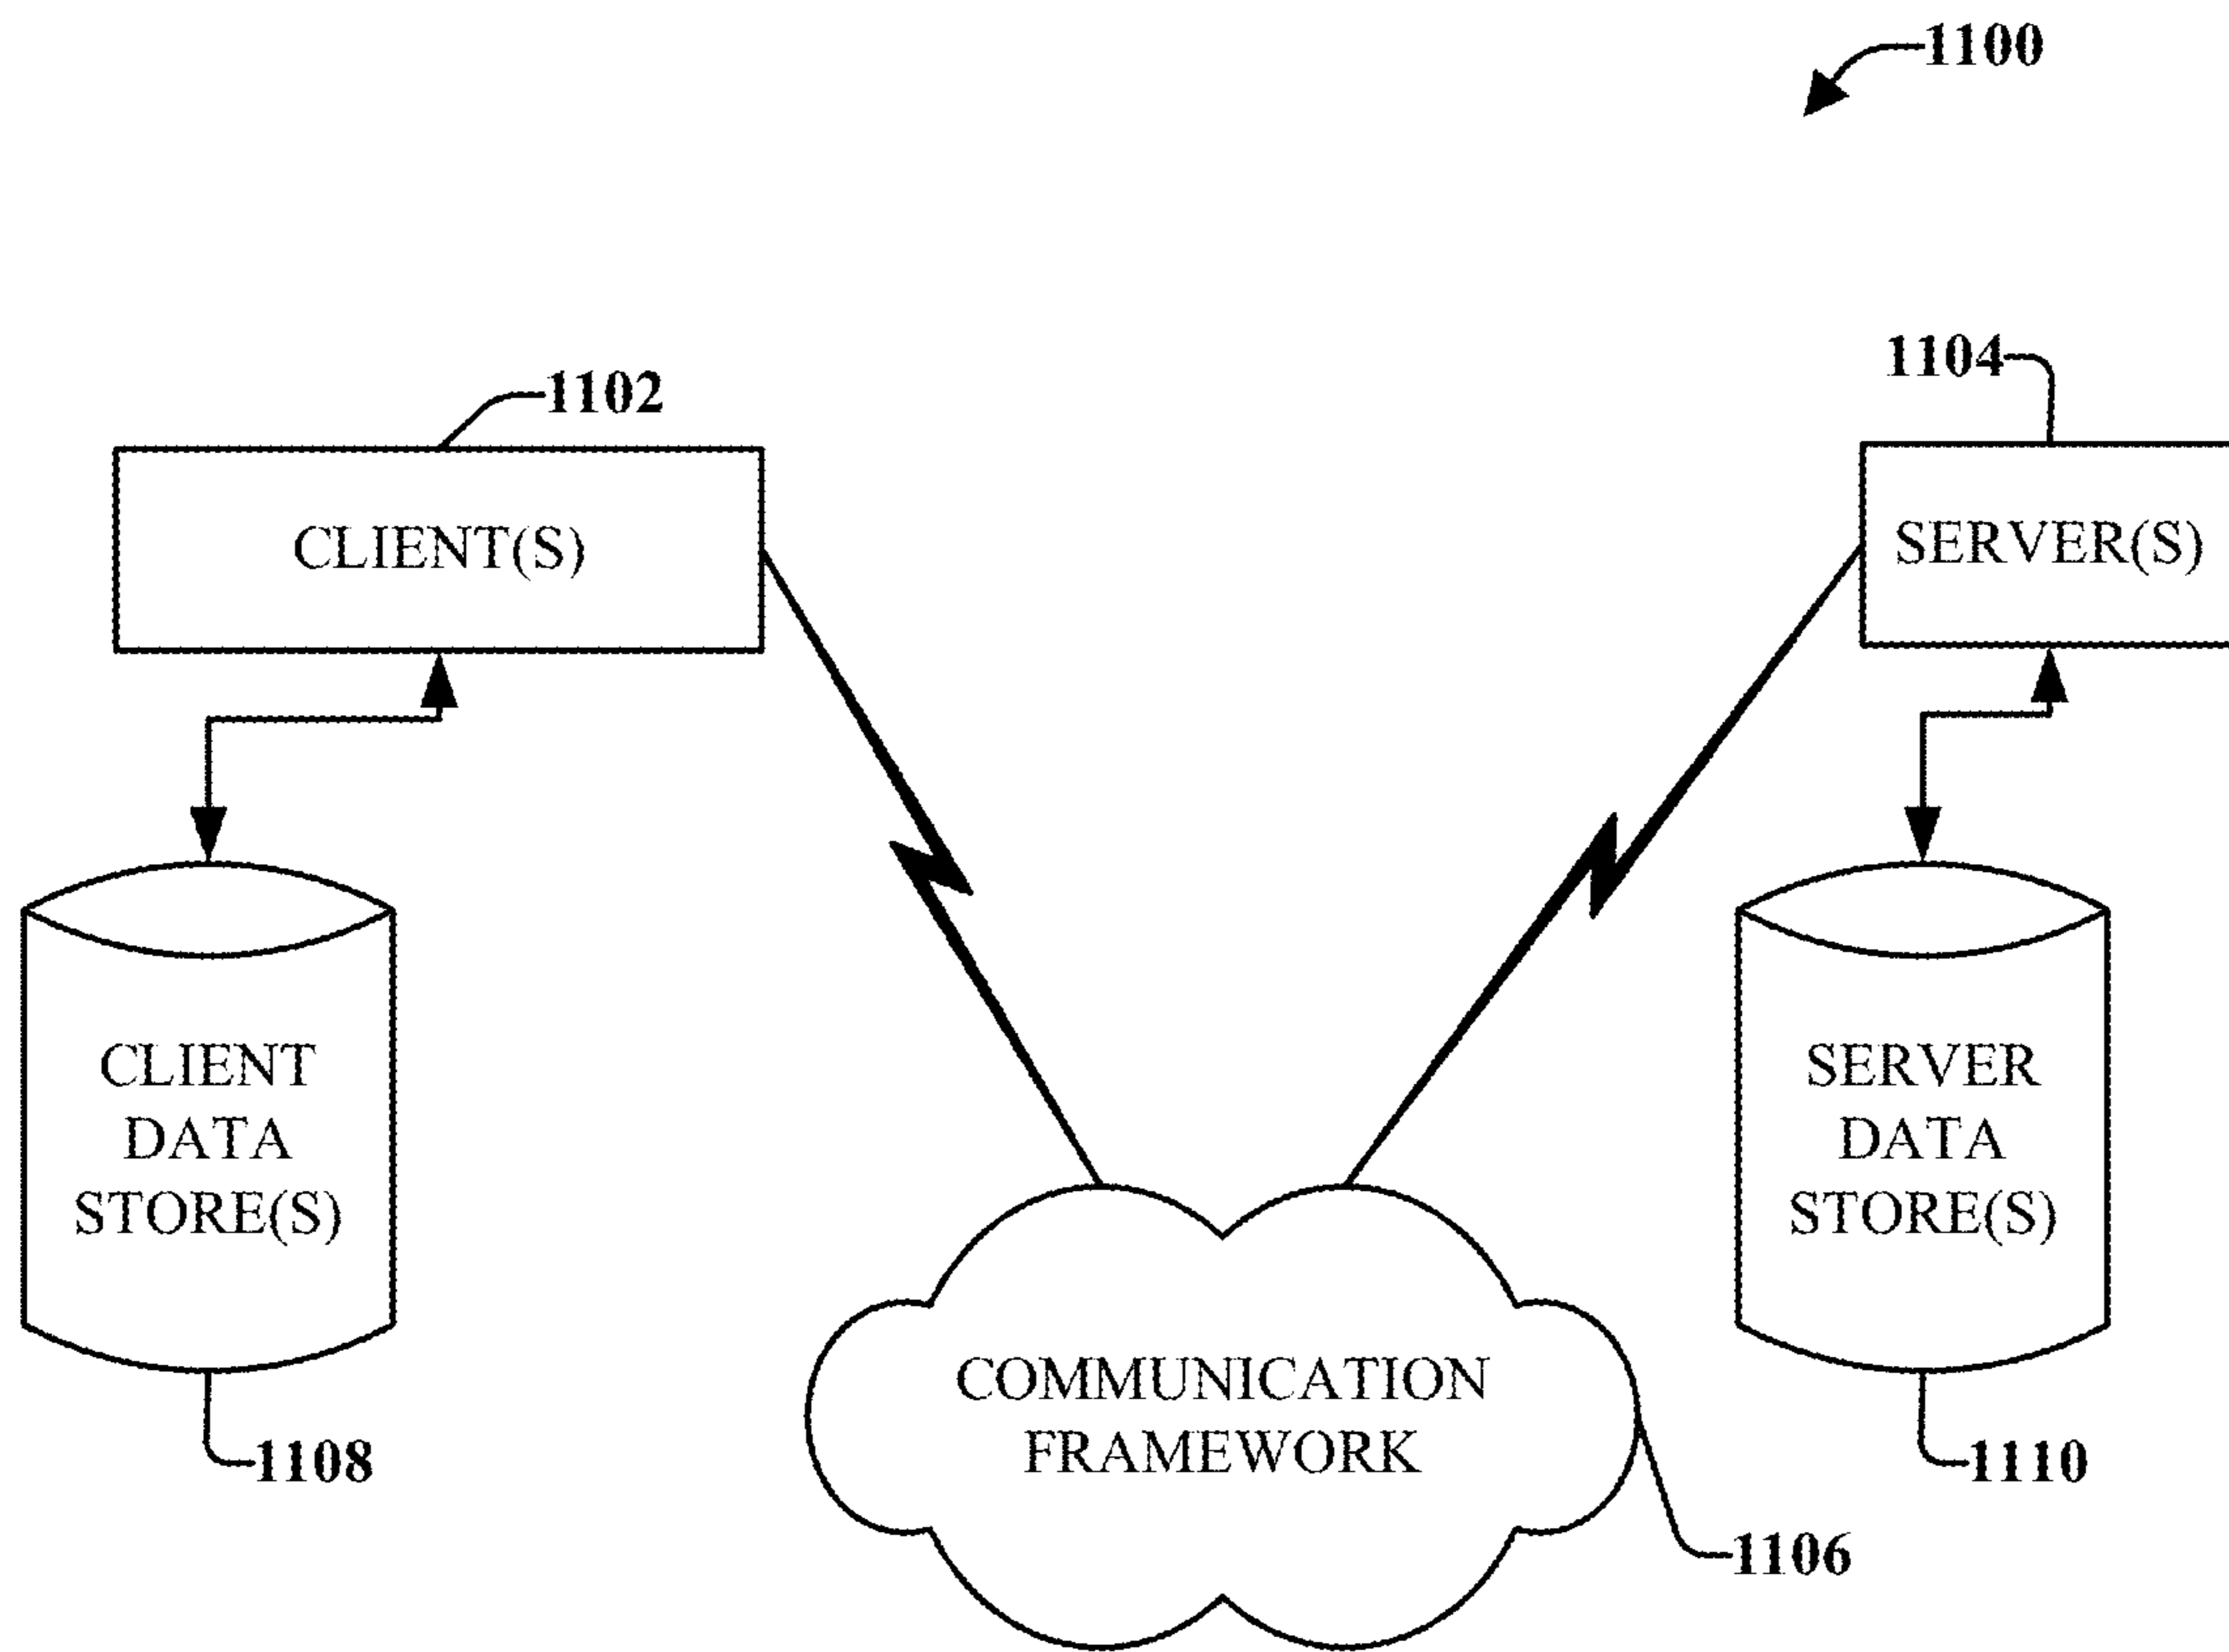 1100
1102
1104
CLIENT(S)
SERVER(S)
CLIENT
DATA
STORE(S)
SERVER
DATA
STORE(S)
COMMUNICATION
FRAMEWORK
1108
1110
1106